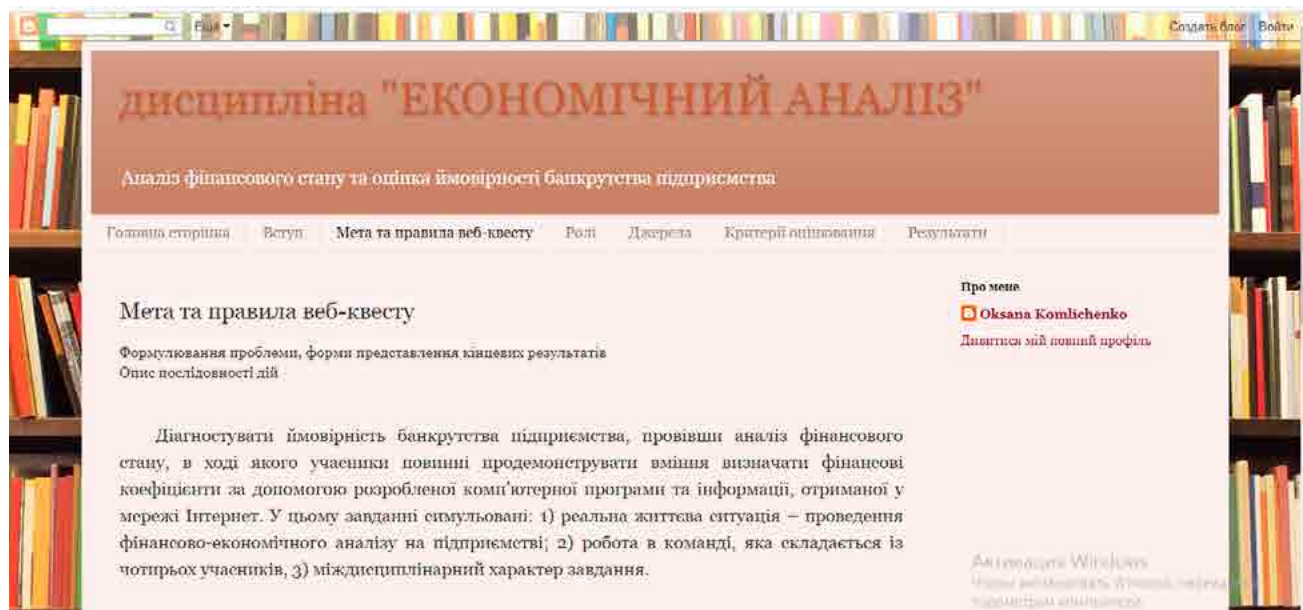 Ещё
Создать блог Войти
дисципліна "ЕКОНОМІЧНИЙ АНАЛІЗ"
Аналіз фінансового стану та оцінка ймовірності банкрутства підприємства
Головна сторінка Вступ Мета та правила веб-квесту Ролі Джерела Критерії оцінювання Результати
Мета та правила веб-квесту
Формулювання проблеми, форми представлення кінцевих результатів
Опис послідовності дій
Діагностувати ймовірність банкрутства підприємства, провівши аналіз фінансового
стану, в ході якого учасники повинні продемонструвати вміння визначати фінансові
коефіцієнти за допомогою розробленої комп'ютерної програми та інформації, отриманої у
мережі Інтернет. У цьому завданні симульовані: 1) реальна життєва ситуація – проведення
фінансово-економічного аналізу на підприємстві; 2) робота в команді, яка складається із
чотирьох учасників, 3) міждисциплінарний характер завдання.
Про мене
Oksana Komlichenko
Дивитися мій повний профіль
Активация Windows
Чтобы активировать Windows,
параметрам компьютера.